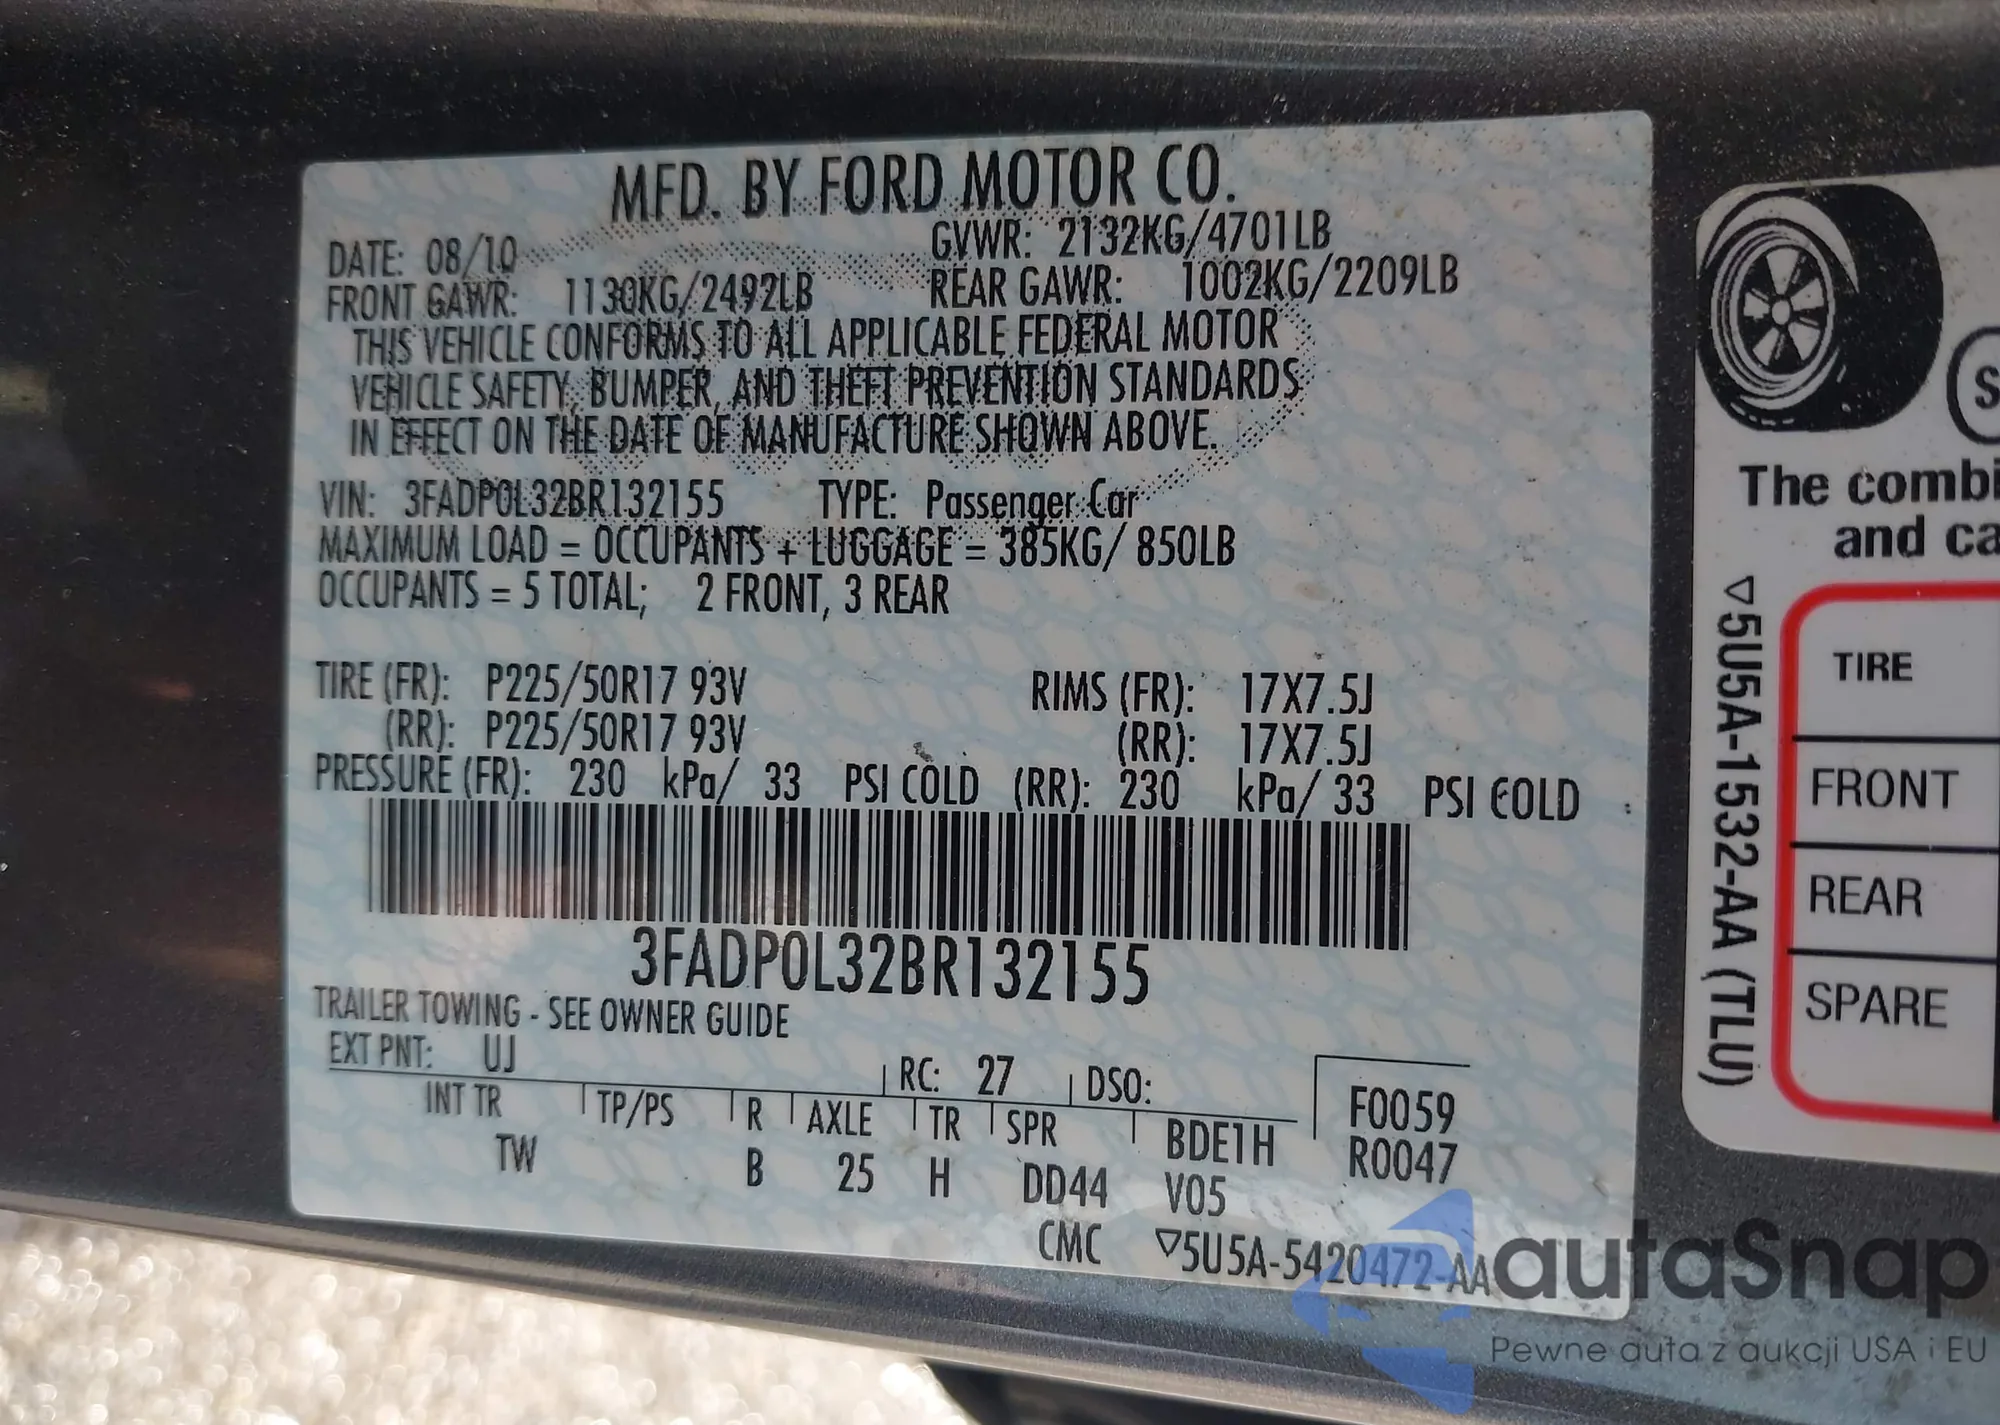 MFD. BY FORD MOTOR CO.
DATE: 08/10 GVWR: 2132KG/4701LB
FRONT GAWR: 1130KG/2492LB REAR GAWR: 1002KG/2209LB
THIS VEHICLE CONFORMS TO ALL APPLICABLE FEDERAL MOTOR
VEHICLE SAFETY, BUMPER, AND THEFT PREVENTION STANDARDS
IN EFFECT ON THE DATE OF MANUFACTURE SHOWN ABOVE.
VIN: 3FADP0L32BR132155 TYPE: Passenger Car
MAXIMUM LOAD = OCCUPANTS + LUGGAGE = 385KG/ 850LB
OCCUPANTS = 5 TOTAL; 2 FRONT, 3 REAR
TIRE (FR): P225/50R17 93V RIMS (FR): 17X7.5J
(RR): P225/50R17 93V (RR): 17X7.5J
PRESSURE (FR): 230 kPa/ 33 PSI COLD (RR): 230 kPa/ 33 PSI COLD
3FADP0L32BR132155
TRAILER TOWING - SEE OWNER GUIDE
EXT PNT: UJ RC: 27 DSO:
INT TR TP/PS R AXLE TR SPR BDE1H F0059
TW B 25 H DD44 V05 R0047
CMC ▽5U5A-5420472-AA
S
The combi
and ca
▽5U5A-1532-AA (TLU)
TIRE
FRONT
REAR
SPARE
autaSnap
Pewne auta z aukcji USA i EU